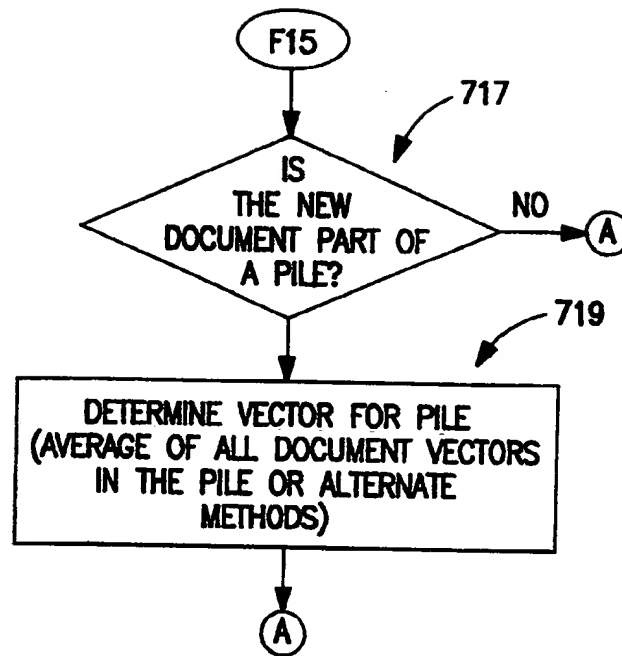 F15
717
IS
THE NEW
DOCUMENT PART OF
A PILE?
NO
A
719
DETERMINE VECTOR FOR PILE
(AVERAGE OF ALL DOCUMENT VECTORS
IN THE PILE OR ALTERNATE
METHODS)
A